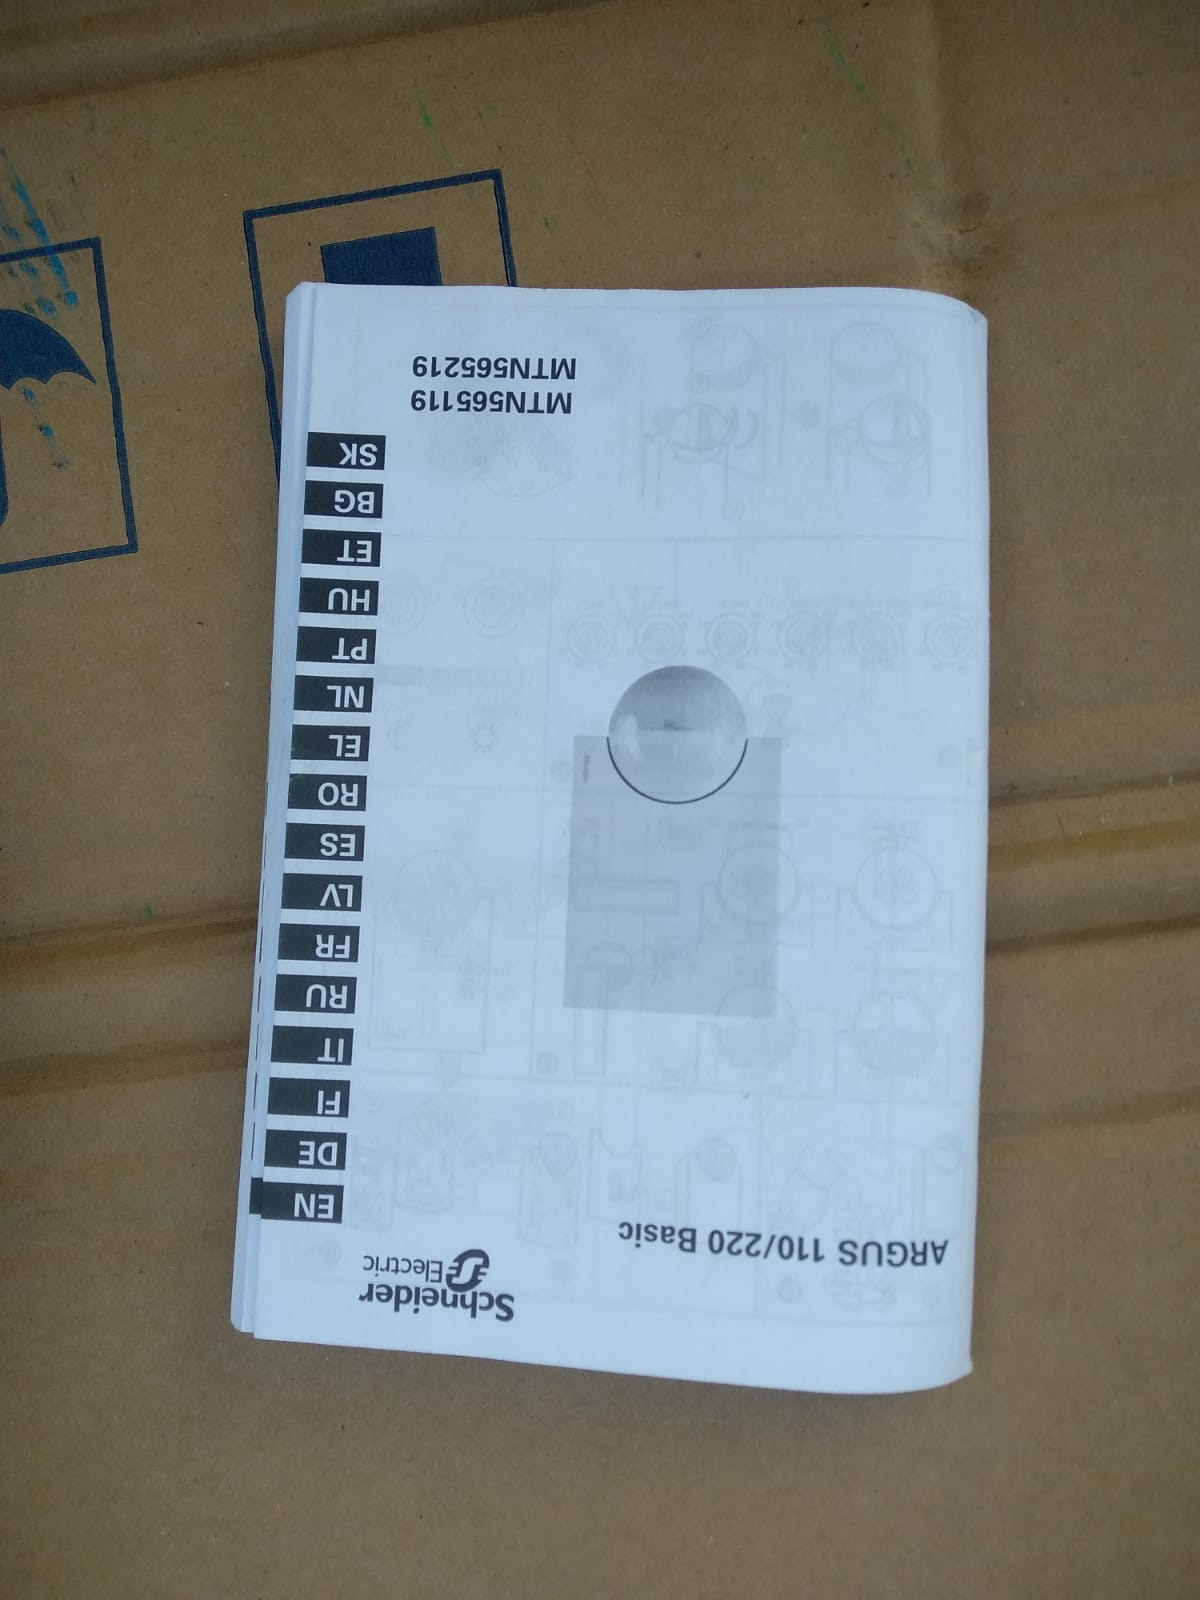 Schneider
Electric
ARGUS 110/220 Basic
EN
DE
FI
IT
RU
FR
LV
ES
RO
EL
NL
PT
HU
ET
BG
SK
MTN565119
MTN565219